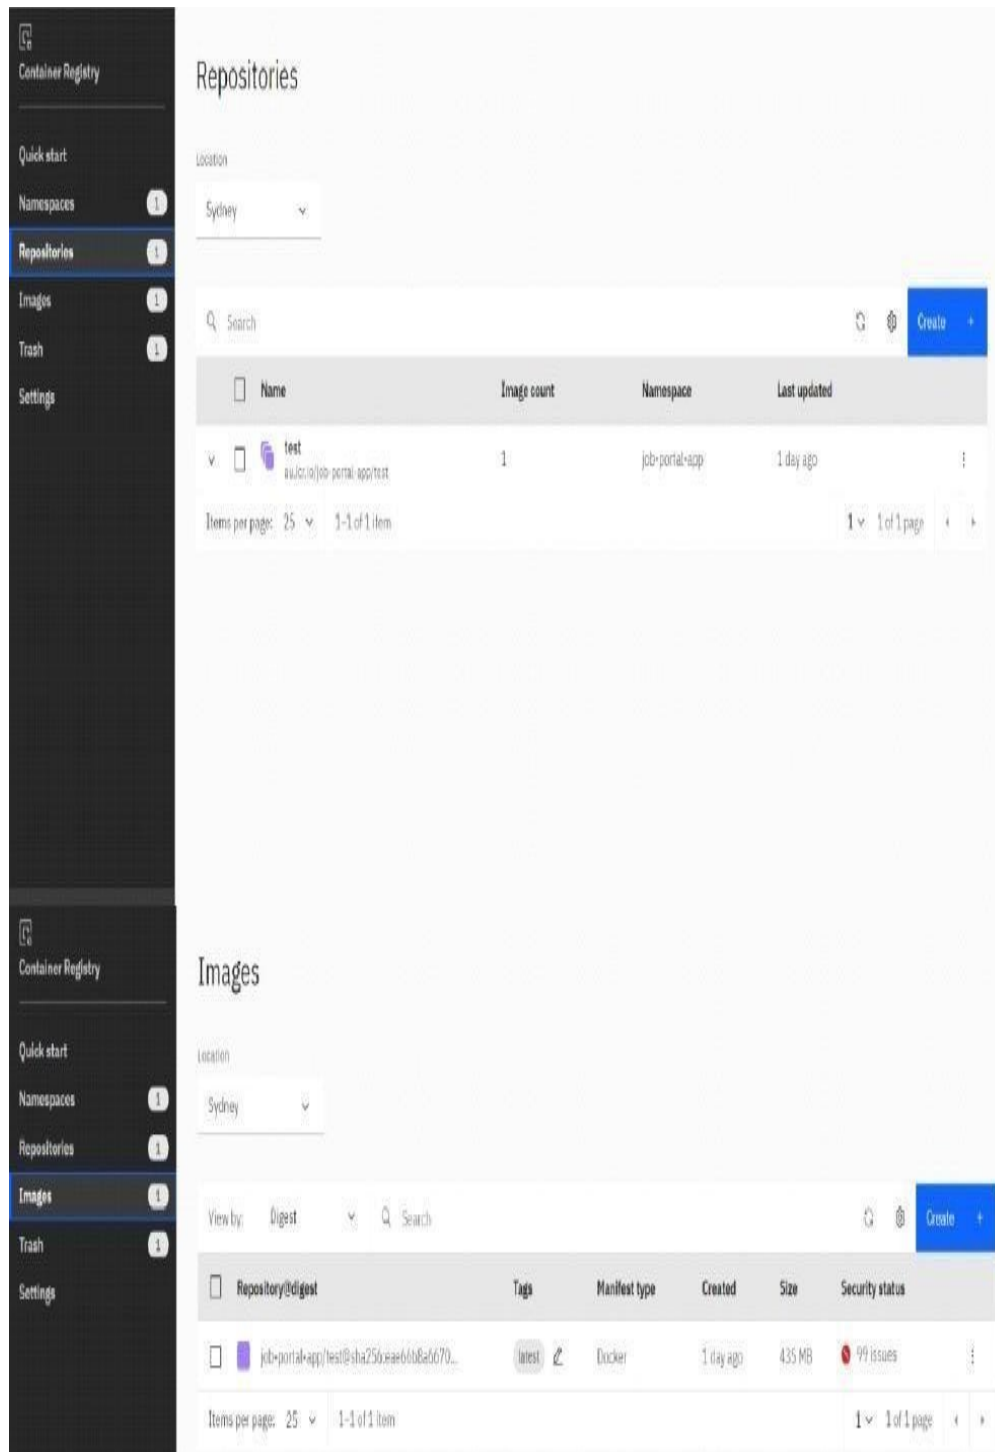 Container Registry
Quick start
Namespaces 1
Repositories 1
Images 1
Trash 1
Settings
Repositories
Location
Sydney
Search
Create +
Name Image count Namespace Last updated
test 1 job-portal-app 1 day ago
au.icr.io/job-portal-app/test
Items per page: 25 1-1 of 1 item 1 1 of 1 page
Container Registry
Quick start
Namespaces 1
Repositories 1
Images 1
Trash 1
Settings
Images
Location
Sydney
View by: Digest Search
Create +
Repository@digest Tags Manifest type Created Size Security status
latest Docker 1 day ago 435 MB 99 issues
Items per page: 25 1-1 of 1 item 1 1 of 1 page